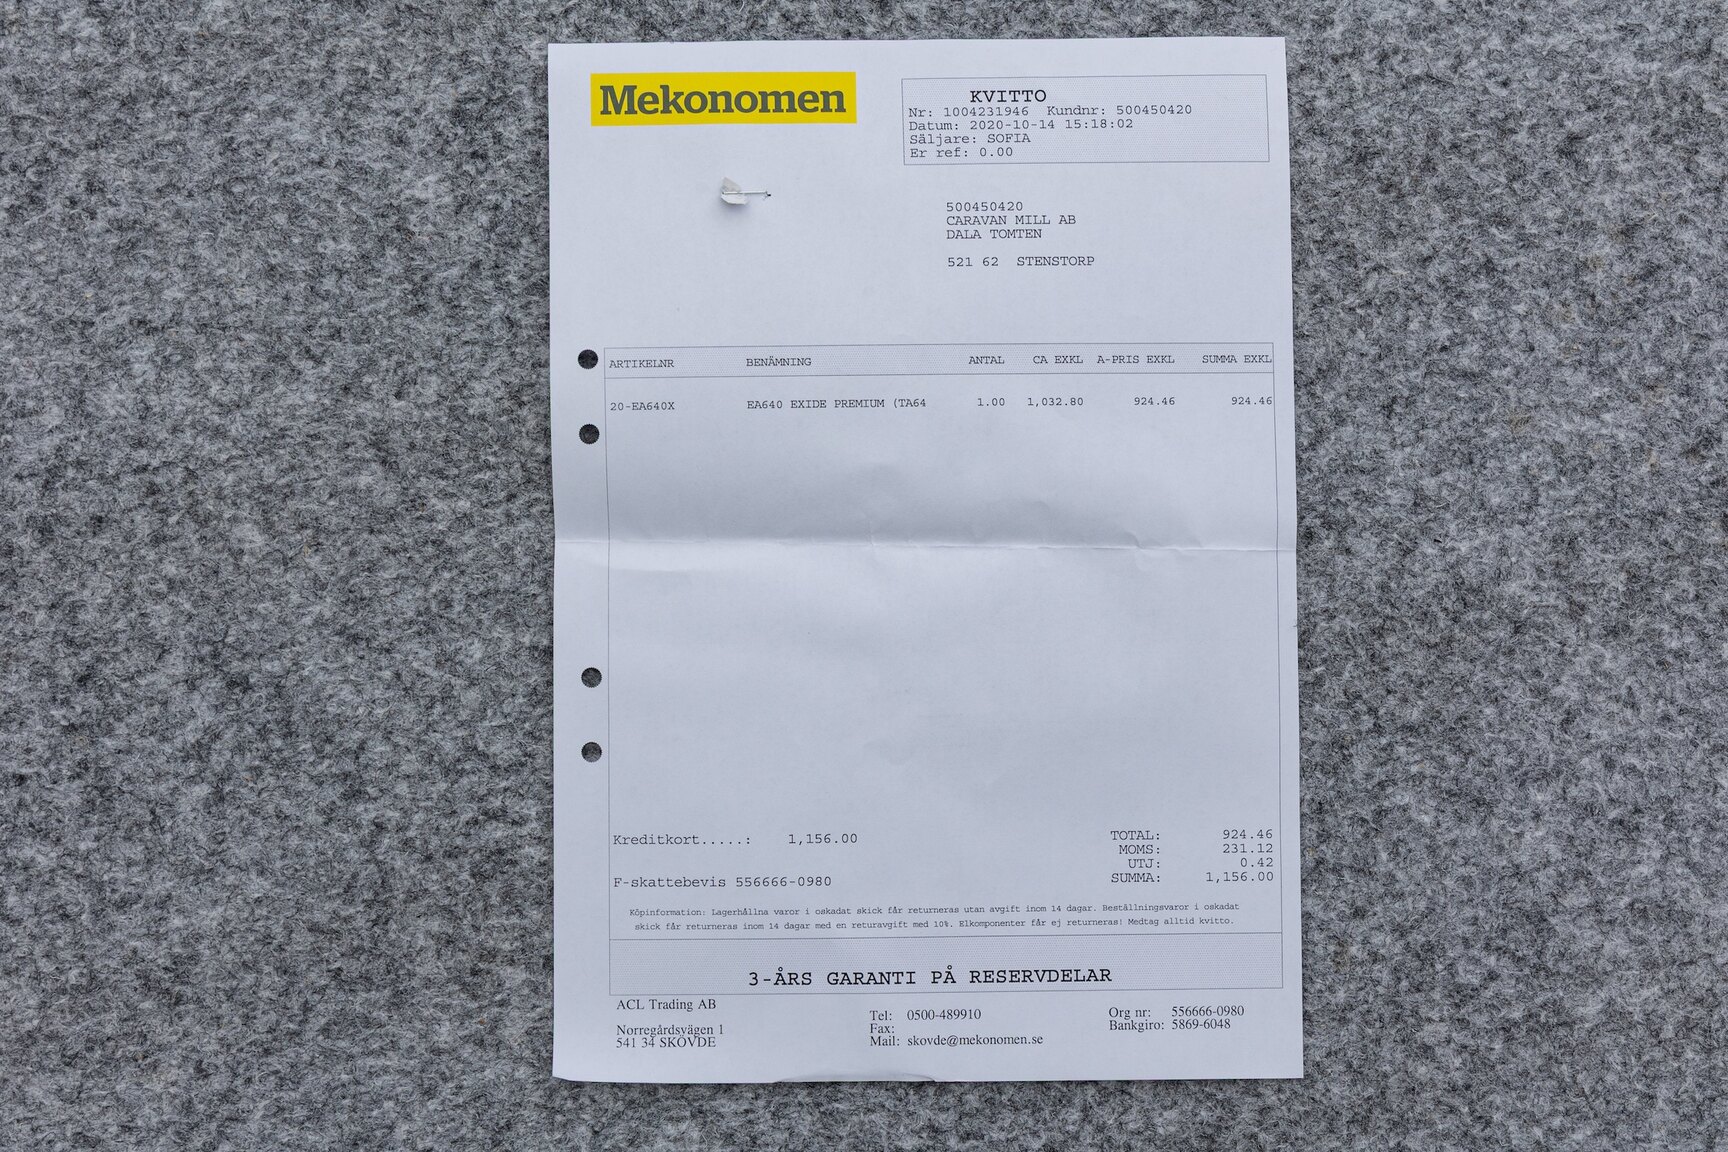 Mekonomen
KVITTO
Nr: 1004231946 Kundnr: 500450420
Datum: 2020-10-14 15:18:02
Säljare: SOFIA
Er ref: 0.00
500450420
CARAVAN MILL AB
DALA TOMTEN
521 62 STENSTORP
ARTIKELNR BENÄMNING ANTAL CA EXKL A-PRIS EXKL SUMMA EXKL
20-EA640X EA640 EXIDE PREMIUM (TA64 1.00 1,032.80 924.46 924.46
Kreditkort.....: 1,156.00
TOTAL: 924.46
MOMS: 231.12
UTJ: 0.42
SUMMA: 1,156.00
F-skattebevis 556666-0980
Köpinformation: Lagerhållna varor i oskadat skick får returneras utan avgift inom 14 dagar. Beställningsvaror i oskadat
skick får returneras inom 14 dagar med en returavgift med 10%. Elkomponenter får ej returneras! Medtag alltid kvitto.
3-ÅRS GARANTI PÅ RESERVDELAR
ACL Trading AB
Norregårdsvägen 1
541 34 SKÖVDE
Tel: 0500-489910
Fax:
Mail: skovde@mekonomen.se
Org nr: 556666-0980
Bankgiro: 5869-6048